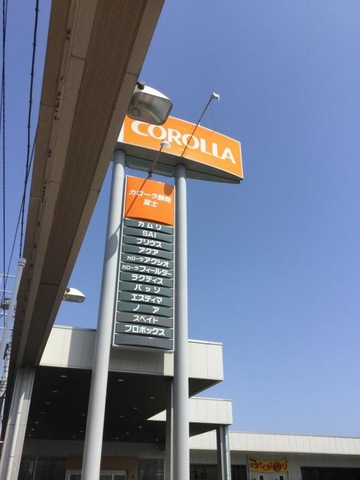 COROLLA
カローラ静岡
富士
カムリ
SAI
プリウス
アクア
カローラアクシオ
カローラフィールダー
ラクティス
パッソ
エスティマ
ノア
スペイド
プロボックス